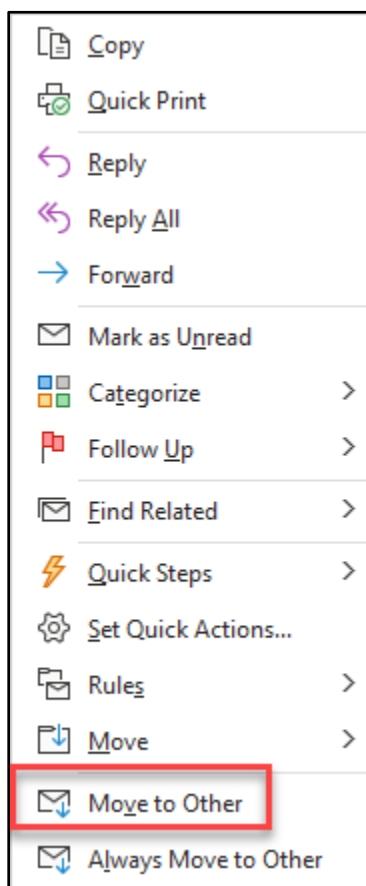 Copy
Quick Print
Reply
Reply All
Forward
Mark as Unread
Categorize
Follow Up
Find Related
Quick Steps
Set Quick Actions...
Rules
Move
Move to Other
Always Move to Other